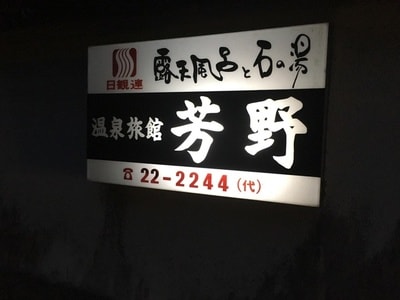 日観連
露天風呂と石の湯
温泉旅館 芳野
☎ 22-2244 (代)